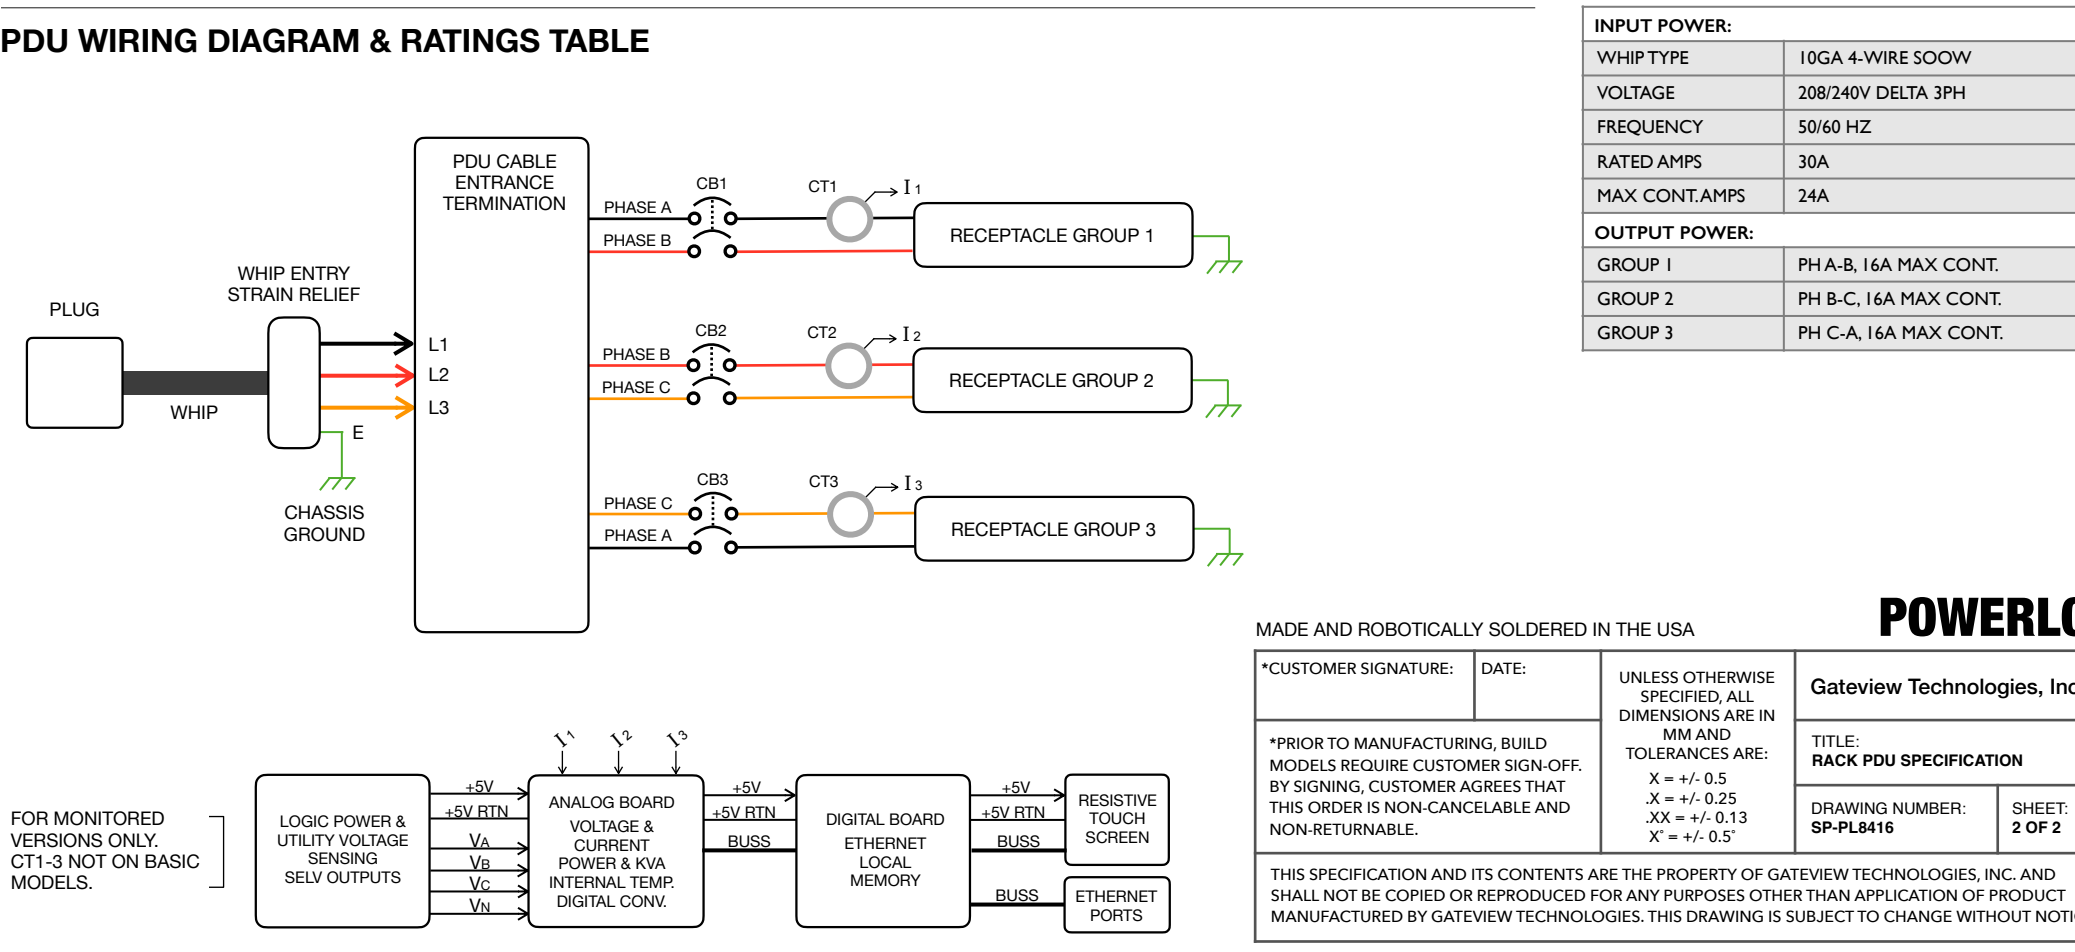 PDU WIRING DIAGRAM & RATINGS TABLE
INPUT POWER:
WHIP TYPE 10GA 4-WIRE SOOW
VOLTAGE 208/240V DELTA 3PH
FREQUENCY 50/60 HZ
RATED AMPS 30A
MAX CONT. AMPS 24A
OUTPUT POWER:
GROUP 1 PH A-B, 16A MAX CONT.
GROUP 2 PH B-C, 16A MAX CONT.
GROUP 3 PH C-A, 16A MAX CONT.
PDU CABLE
ENTRANCE
TERMINATION
PHASE A
CB1
CT1
I 1
PHASE B
RECEPTACLE GROUP 1
WHIP ENTRY
STRAIN RELIEF
PLUG
WHIP
L1
L2
L3
E
CHASSIS
GROUND
PHASE B
CB2
CT2
I 2
PHASE C
RECEPTACLE GROUP 2
PHASE C
CB3
CT3
I 3
PHASE A
RECEPTACLE GROUP 3
FOR MONITORED
VERSIONS ONLY.
CT1-3 NOT ON BASIC
MODELS.
LOGIC POWER &
UTILITY VOLTAGE
SENSING
SELV OUTPUTS
+5V
+5V RTN
VA
VB
VC
VN
I 1
I 2
I 3
ANALOG BOARD
VOLTAGE &
CURRENT
POWER & KVA
INTERNAL TEMP.
DIGITAL CONV.
+5V
+5V RTN
BUSS
DIGITAL BOARD
ETHERNET
LOCAL
MEMORY
+5V
+5V RTN
BUSS
BUSS
RESISTIVE
TOUCH
SCREEN
ETHERNET
PORTS
MADE AND ROBOTICALLY SOLDERED IN THE USA
*CUSTOMER SIGNATURE:
DATE:
*PRIOR TO MANUFACTURING, BUILD
MODELS REQUIRE CUSTOMER SIGN-OFF.
BY SIGNING, CUSTOMER AGREES THAT
THIS ORDER IS NON-CANCELABLE AND
NON-RETURNABLE.
UNLESS OTHERWISE
SPECIFIED, ALL
DIMENSIONS ARE IN
MM AND
TOLERANCES ARE:
X = +/- 0.5
.X = +/- 0.25
.XX = +/- 0.13
X° = +/- 0.5°
Gateview Technologies,
TITLE:
RACK PDU SPECIFICATION
DRAWING NUMBER:
SP-PL8416
SHEET:
2 OF 2
THIS SPECIFICATION AND ITS CONTENTS ARE THE PROPERTY OF GATEVIEW TECHNOLOGIES, INC. AND
SHALL NOT BE COPIED OR REPRODUCED FOR ANY PURPOSES OTHER THAN APPLICATION OF PRODUCT
MANUFACTURED BY GATEVIEW TECHNOLOGIES. THIS DRAWING IS SUBJECT TO CHANGE WITHOUT